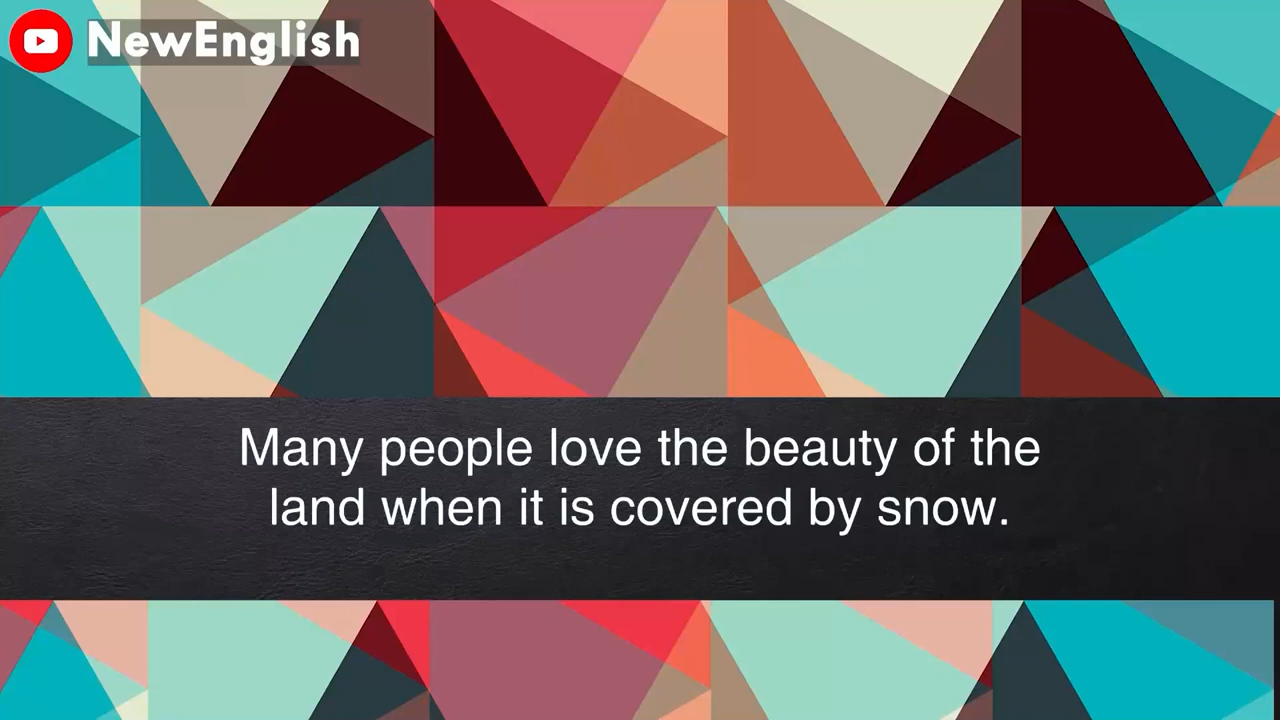 NewEnglish
Many people love the beauty of the
land when it is covered by snow.